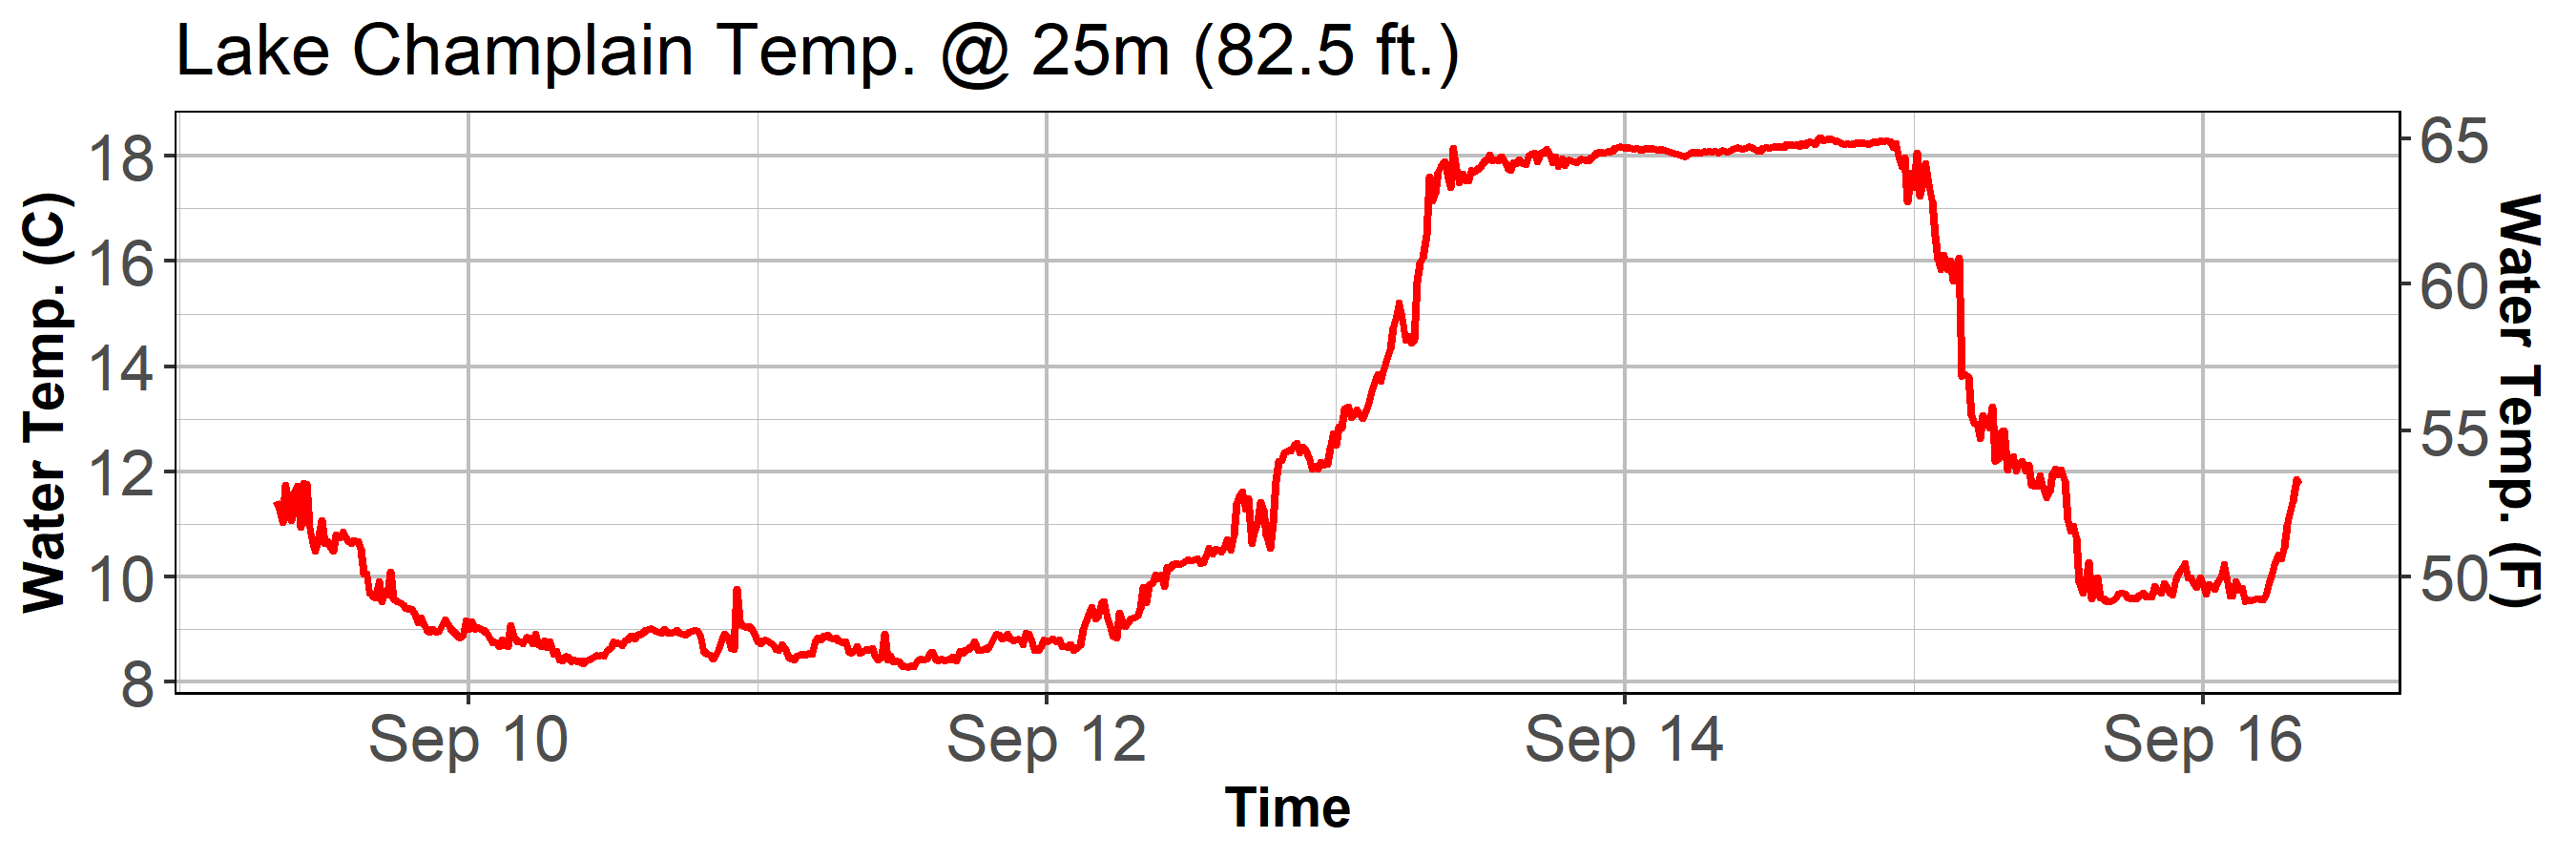 Lake Champlain Temp. @ 25m (82.5 ft.)
Water Temp. (C)
18
16
14
12
10
8
65
60
55
50
Water Temp. (F)
Sep 10 Sep 12 Sep 14 Sep 16
Time